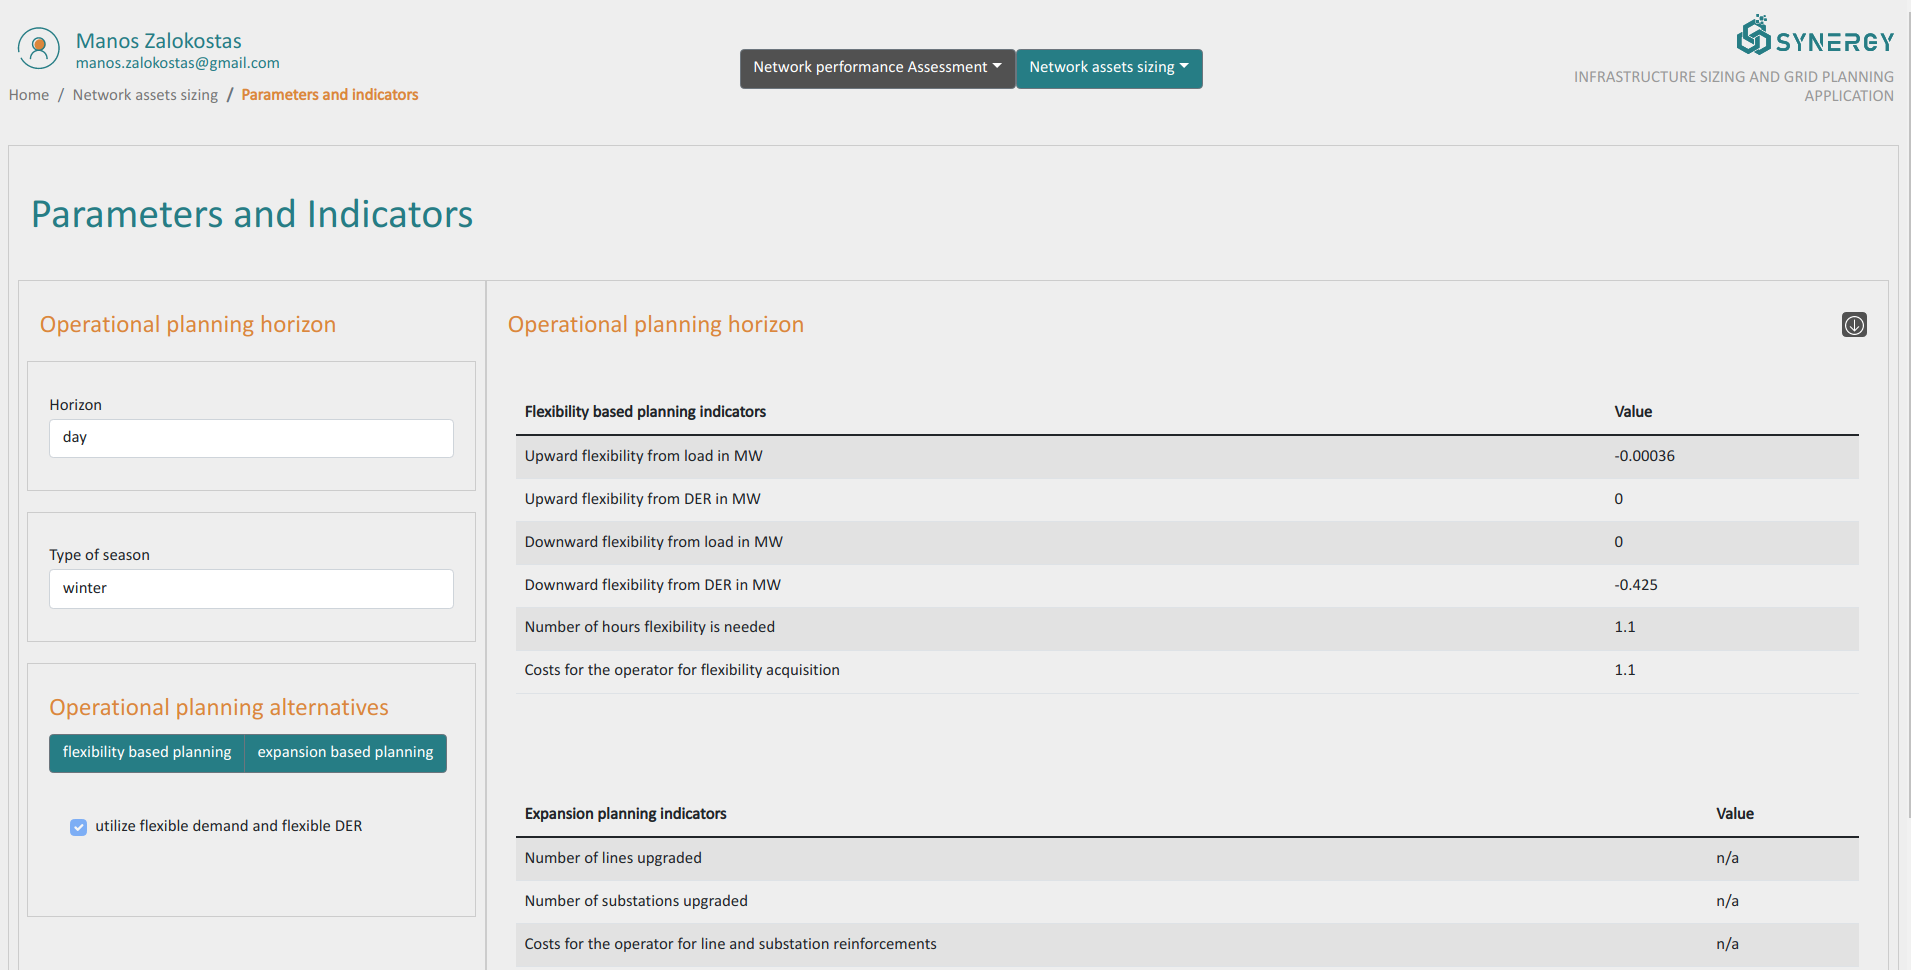 Manos Zalokostas
manos.zalokostas@gmail.com
Home / Network assets sizing / Parameters and indicators
Network performance Assessment
Network assets sizing
SYNERGY
INFRASTRUCTURE SIZING AND GRID PLANNING
APPLICATION
Parameters and Indicators
Operational planning horizon
Horizon
day
Type of season
winter
Operational planning alternatives
flexibility based planning
expansion based planning
utilize flexible demand and flexible DER
Operational planning horizon
Flexibility based planning indicators Value
Upward flexibility from load in MW -0.00036
Upward flexibility from DER in MW 0
Downward flexibility from load in MW 0
Downward flexibility from DER in MW -0.425
Number of hours flexibility is needed 1.1
Costs for the operator for flexibility acquisition 1.1
Expansion planning indicators Value
Number of lines upgraded n/a
Number of substations upgraded n/a
Costs for the operator for line and substation reinforcements n/a